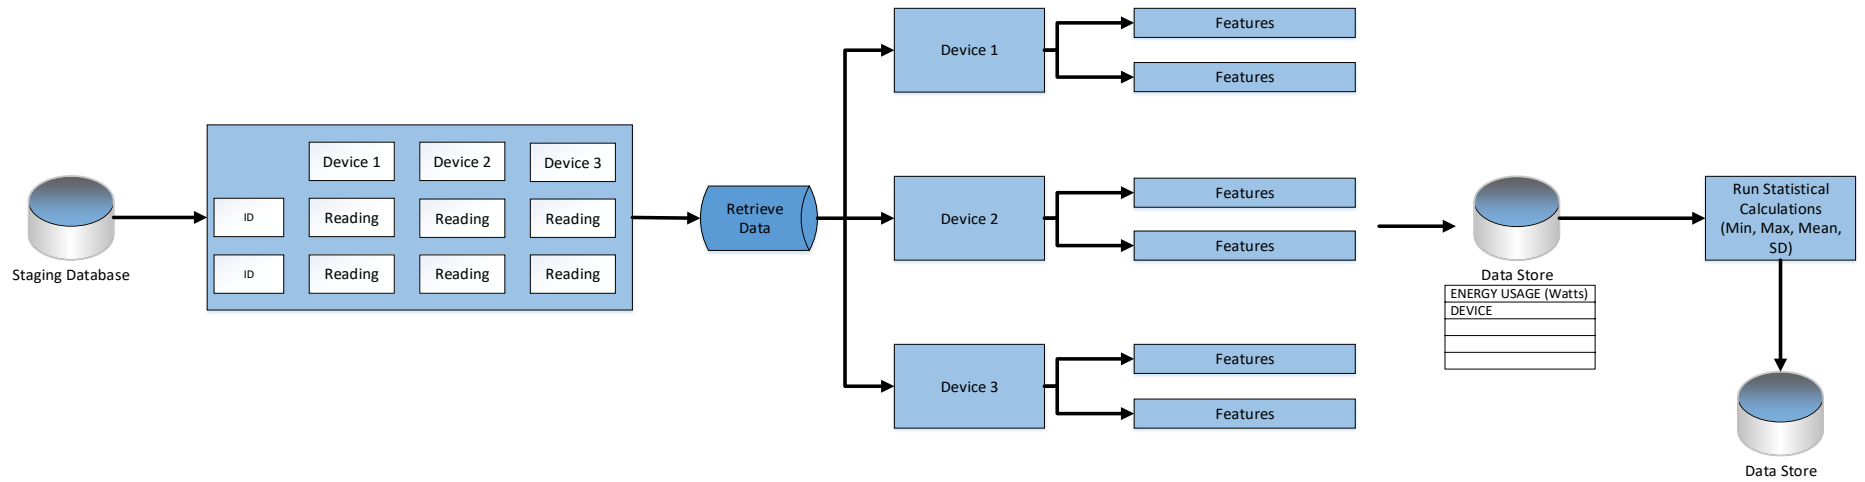 Staging Database
Device 1
Device 2
Device 3
ID
Reading
Reading
Reading
ID
Reading
Reading
Reading
Retrieve
Data
Device 1
Features
Features
Device 2
Features
Features
Device 3
Features
Features
Data Store
ENERGY USAGE (Watts)
DEVICE
Run Statistical
Calculations
(Min, Max, Mean,
SD)
Data Store